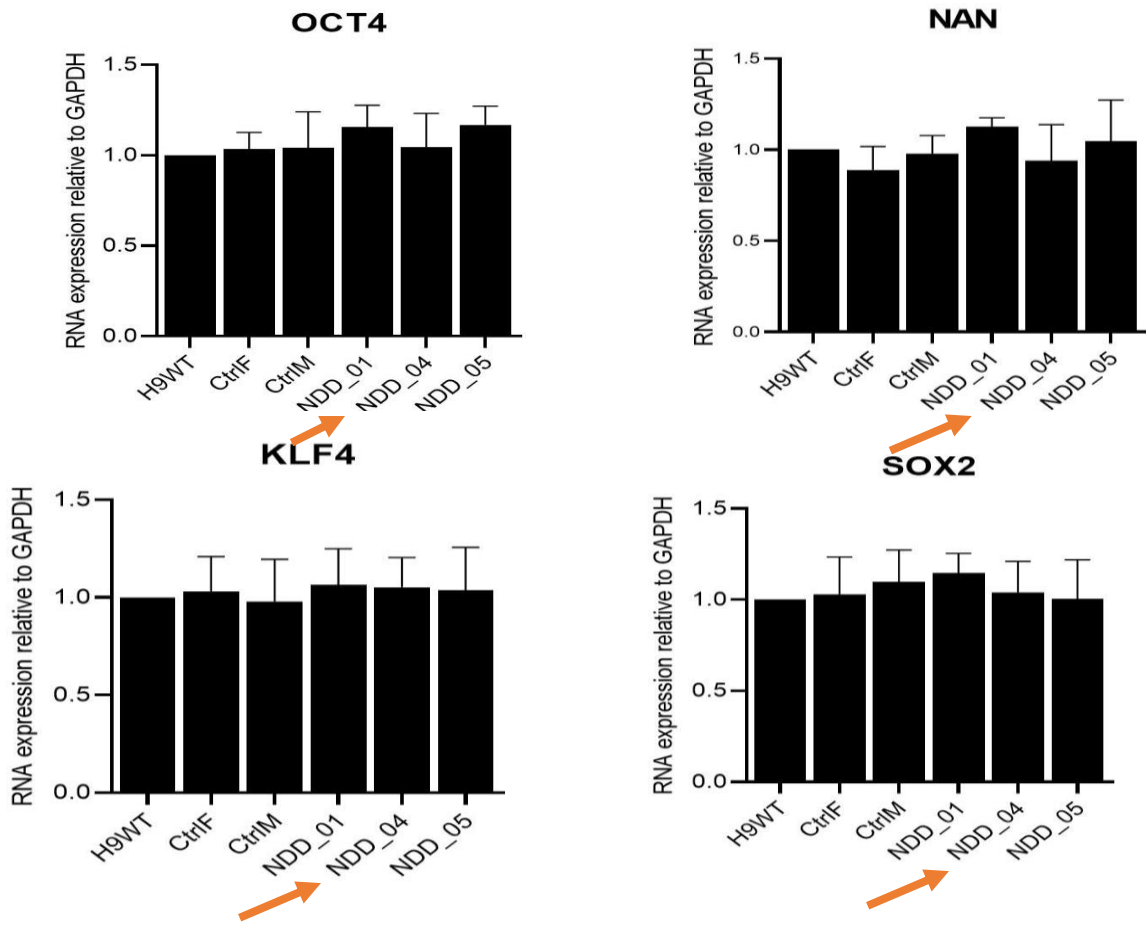 OCT4
RNA expression relative to GAPDH
1.5
1.0
0.5
0.0
H9WT
CtrlF
CtrlM
NDD_01
NDD_04
NDD_05
NAN
RNA expression relative to GAPDH
1.5
1.0
0.5
0.0
H9WT
CtrlF
CtrlM
NDD_01
NDD_04
NDD_05
KLF4
RNA expression relative to GAPDH
1.5
1.0
0.5
0.0
H9WT
CtrlF
CtrlM
NDD_01
NDD_04
NDD_05
SOX2
RNA expression relative to GAPDH
1.5
1.0
0.5
0.0
H9WT
CtrlF
CtrlM
NDD_01
NDD_04
NDD_05